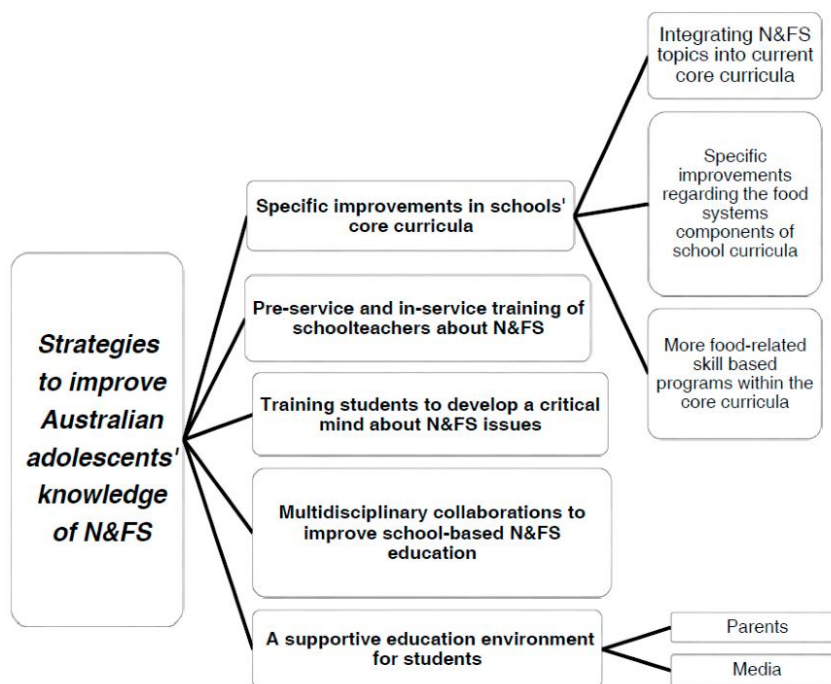 Strategies
to improve
Australian
adolescents'
knowledge
of N&FS
Specific improvements in schools'
core curricula
Integrating N&FS
topics into current
core curricula
Specific
improvements
regarding the food
systems
components of
school curricula
More food-related
skill based
programs within the
core curricula
Pre-service and in-service training of
schoolteachers about N&FS
Training students to develop a critical
mind about N&FS issues
Multidisciplinary collaborations to
improve school-based N&FS
education
A supportive education environment
for students
Parents
Media